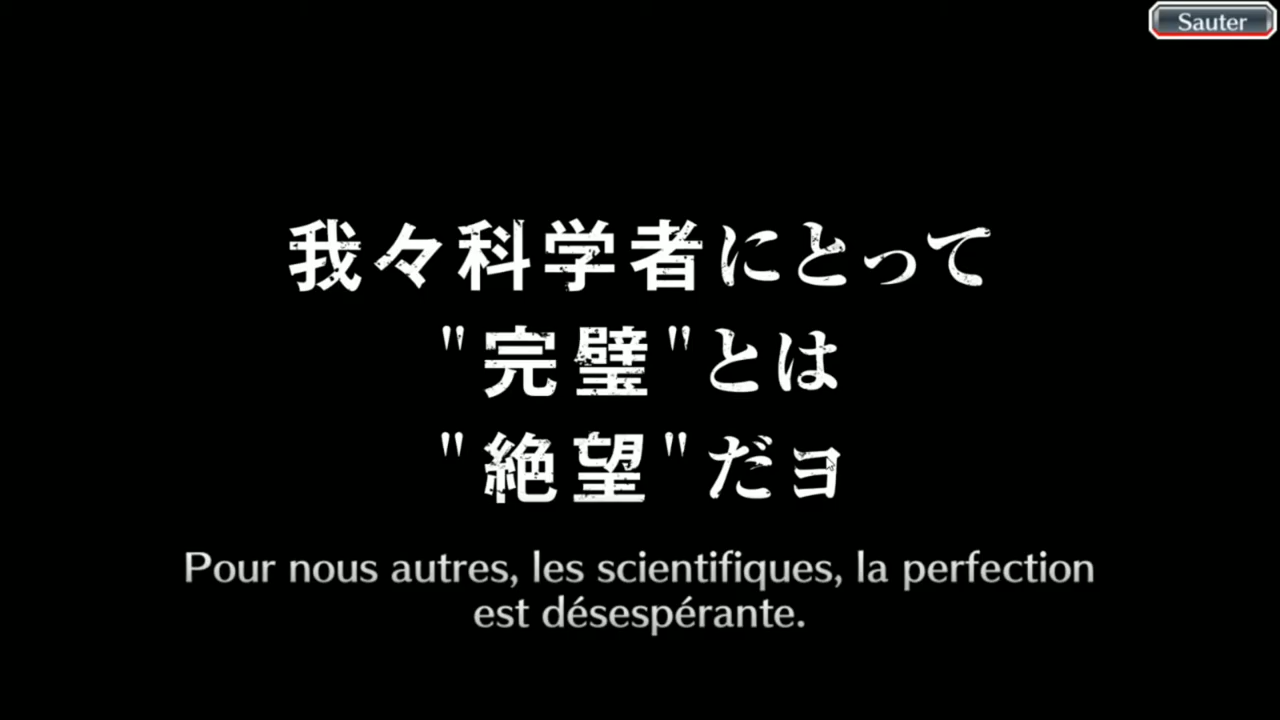 Sauter
我々科学者にとって
"完璧"とは
"絶望"だヨ
Pour nous autres, les scientifiques, la perfection
est désespérante.